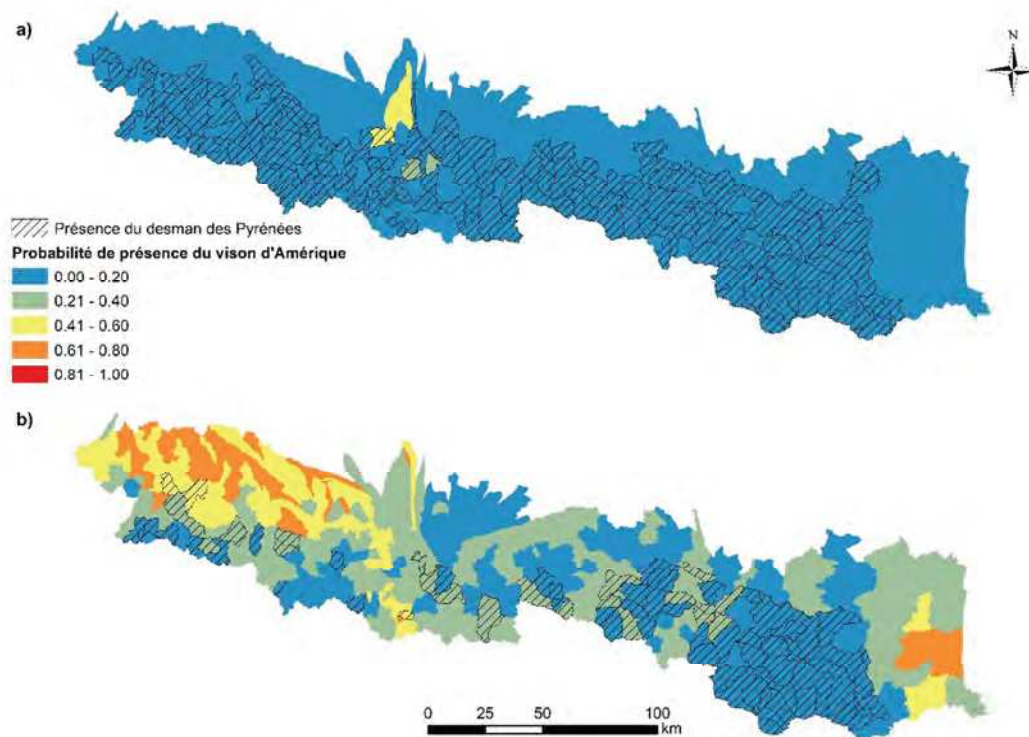 a)
N
Présence du desman des Pyrénées
Probabilité de présence du vison d'Amérique
0.00 - 0.20
0.21 - 0.40
0.41 - 0.60
0.61 - 0.80
0.81 - 1.00
b)
0 25 50 100
km